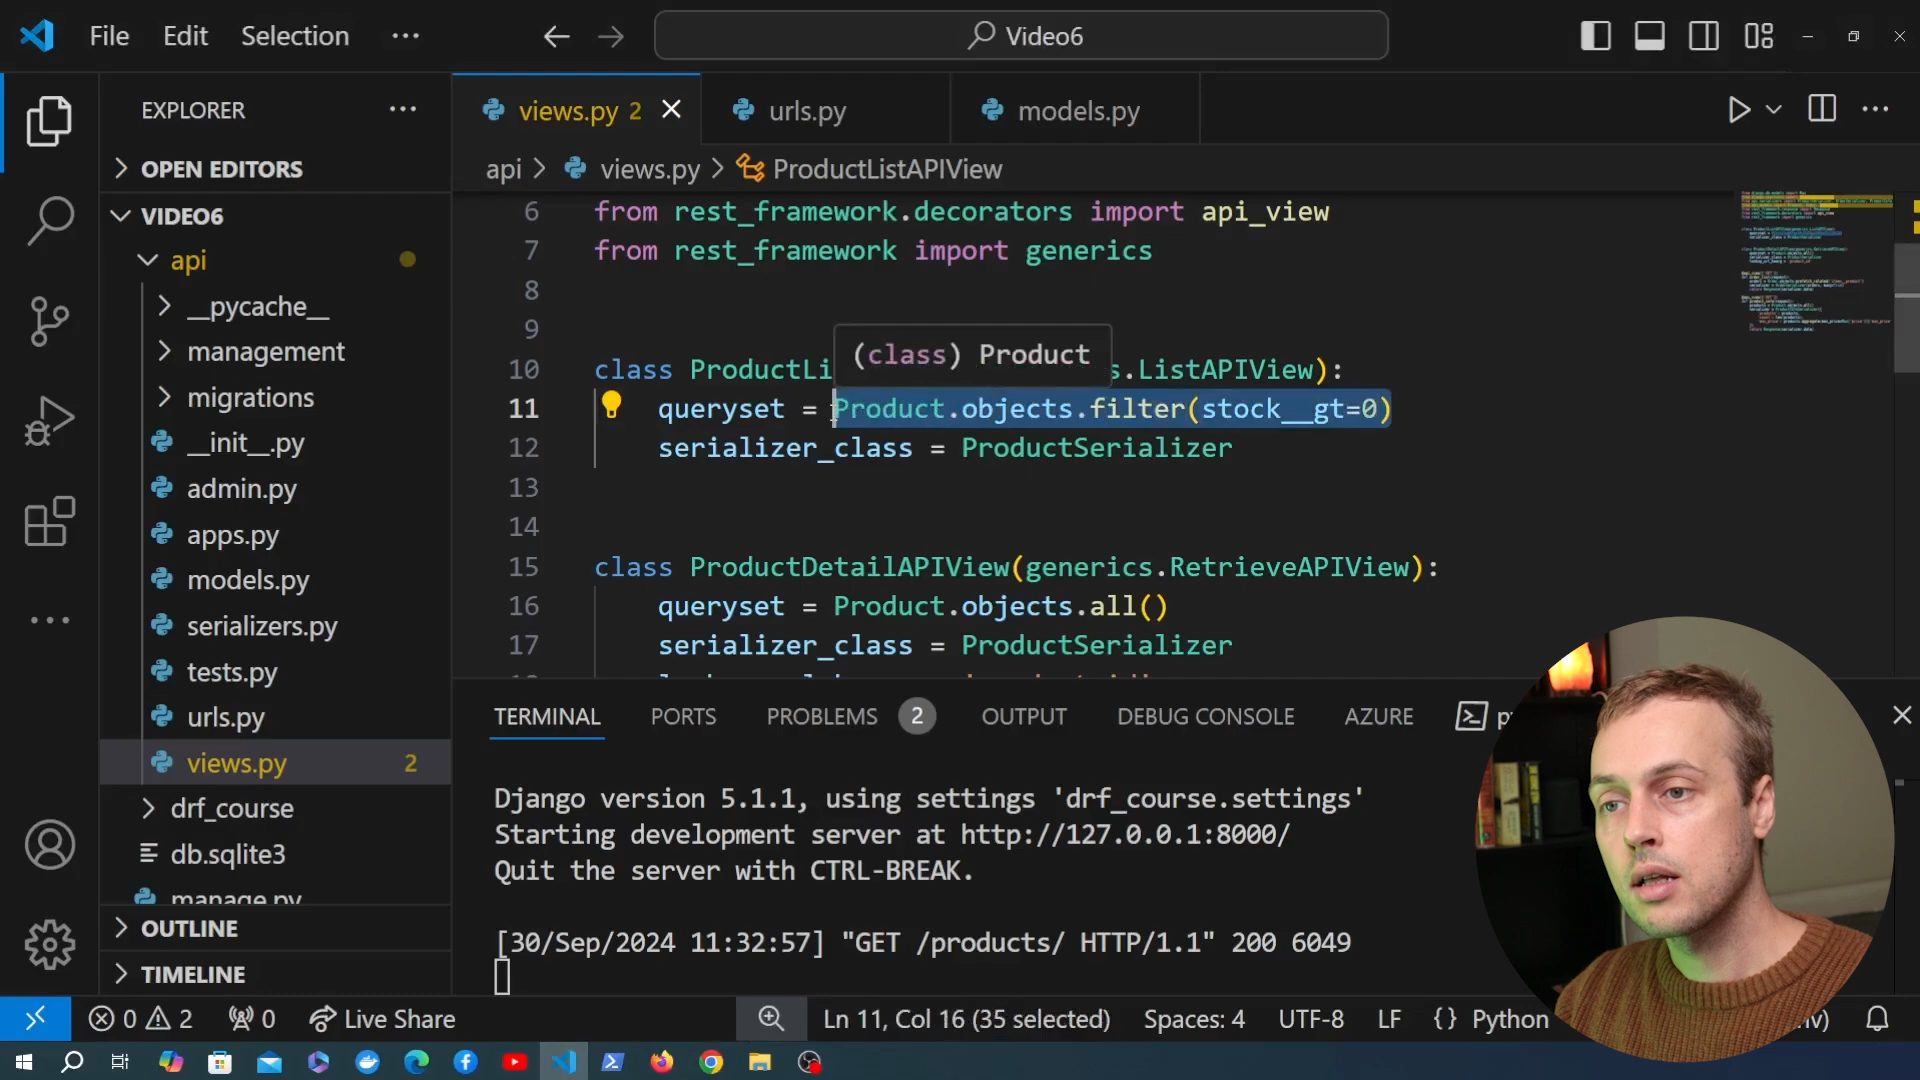 File Edit Selection
Video6
EXPLORER
OPEN EDITORS
VIDEO6
api
__pycache__
management
migrations
__init__.py
admin.py
apps.py
models.py
serializers.py
tests.py
urls.py
views.py 2
drf_course
db.sqlite3
manage.py
OUTLINE
TIMELINE
views.py 2
urls.py
models.py
api > views.py > ProductListAPIView
6 from rest_framework.decorators import api_view
7 from rest_framework import generics
8
9
(class) Product
10 class ProductLi s.ListAPIView):
11 queryset = Product.objects.filter(stock__gt=0)
12 serializer_class = ProductSerializer
13
14
15 class ProductDetailAPIView(generics.RetrieveAPIView):
16 queryset = Product.objects.all()
17 serializer_class = ProductSerializer
TERMINAL PORTS PROBLEMS 2 OUTPUT DEBUG CONSOLE AZURE
Django version 5.1.1, using settings 'drf_course.settings'
Starting development server at http://127.0.0.1:8000/
Quit the server with CTRL-BREAK.
[30/Sep/2024 11:32:57] "GET /products/ HTTP/1.1" 200 6049
0 2 0 Live Share Ln 11, Col 16 (35 selected) Spaces: 4 UTF-8 LF {} Python